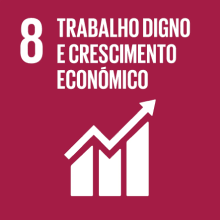 8 TRABALHO DIGNO
E CRESCIMENTO
ECONÓMICO